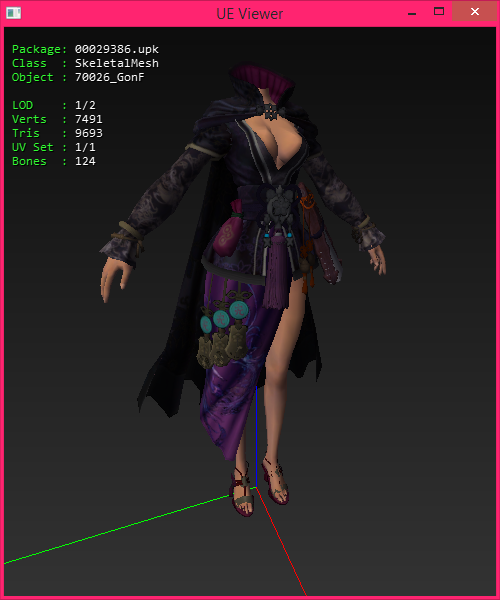 UE Viewer
Package: 00029386.upk
Class  : SkeletalMesh
Object : 70026_GonF
LOD    : 1/2
Verts  : 7491
Tris   : 9693
UV Set : 1/1
Bones  : 124